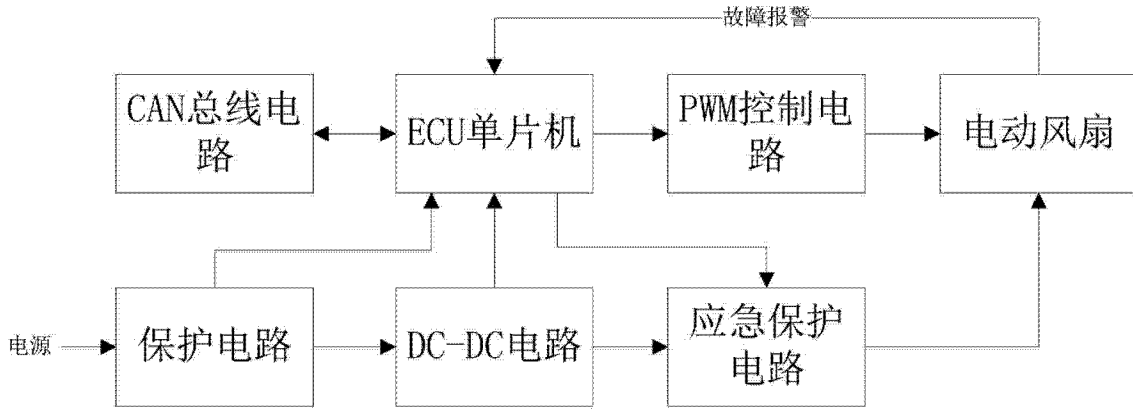 故障报警
CAN总线电
路
ECU单片机
PWM控制电
路
电动风扇
电源
保护电路
DC-DC电路
应急保护
电路